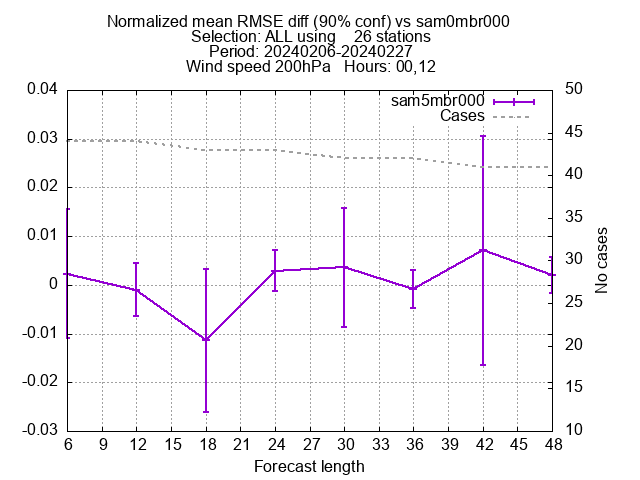 Normalized mean RMSE diff (90% conf) vs sam0mbr000
Selection: ALL using    26 stations
Period: 20240206-20240227
Wind speed 200hPa   Hours: 00,12
sam5mbr000
Cases
0.04
0.03
0.02
0.01
0
-0.01
-0.02
-0.03
50
45
40
35
30
25
20
15
10
No cases
6 9 12 15 18 21 24 27 30 33 36 39 42 45 48
Forecast length